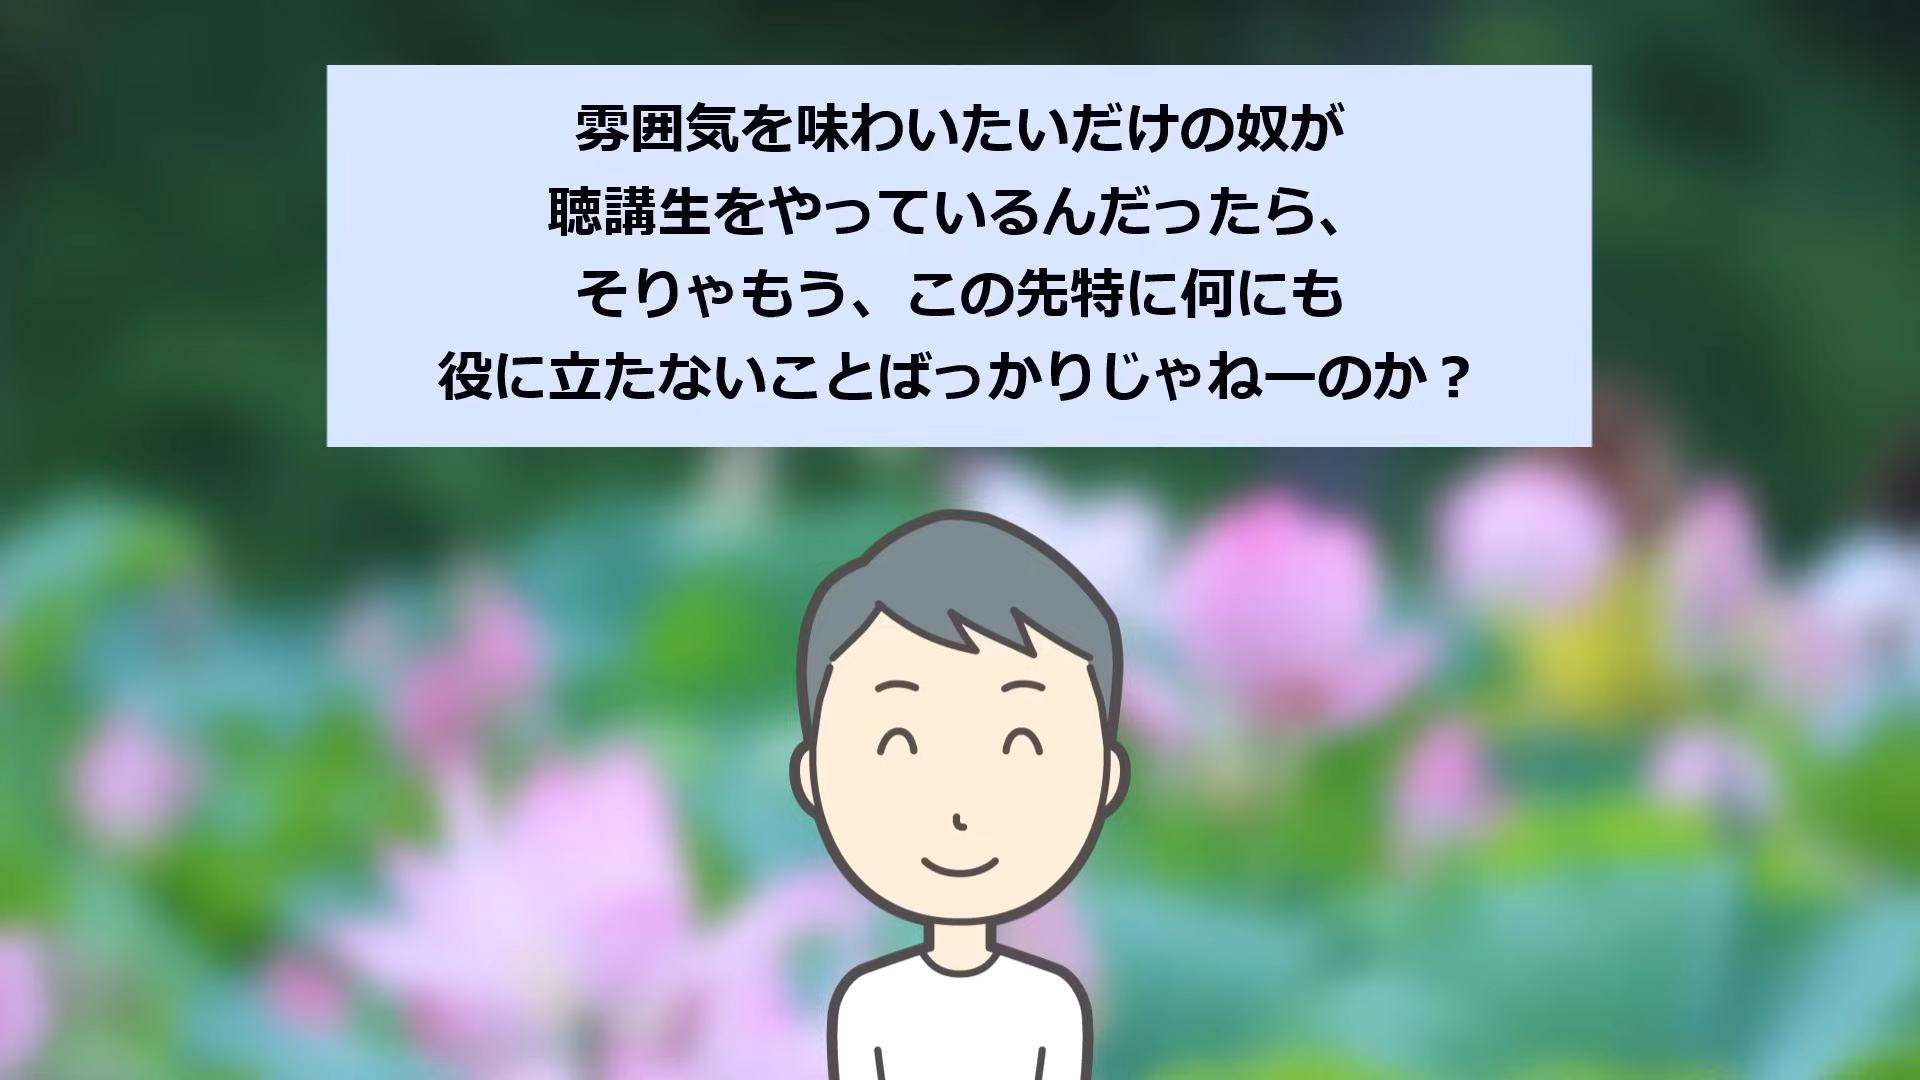 雰囲気を味わいたいだけの奴が
聴講生をやっているんだったら、
そりゃもう、この先特に何にも
役に立たないことばっかりじゃねーのか？